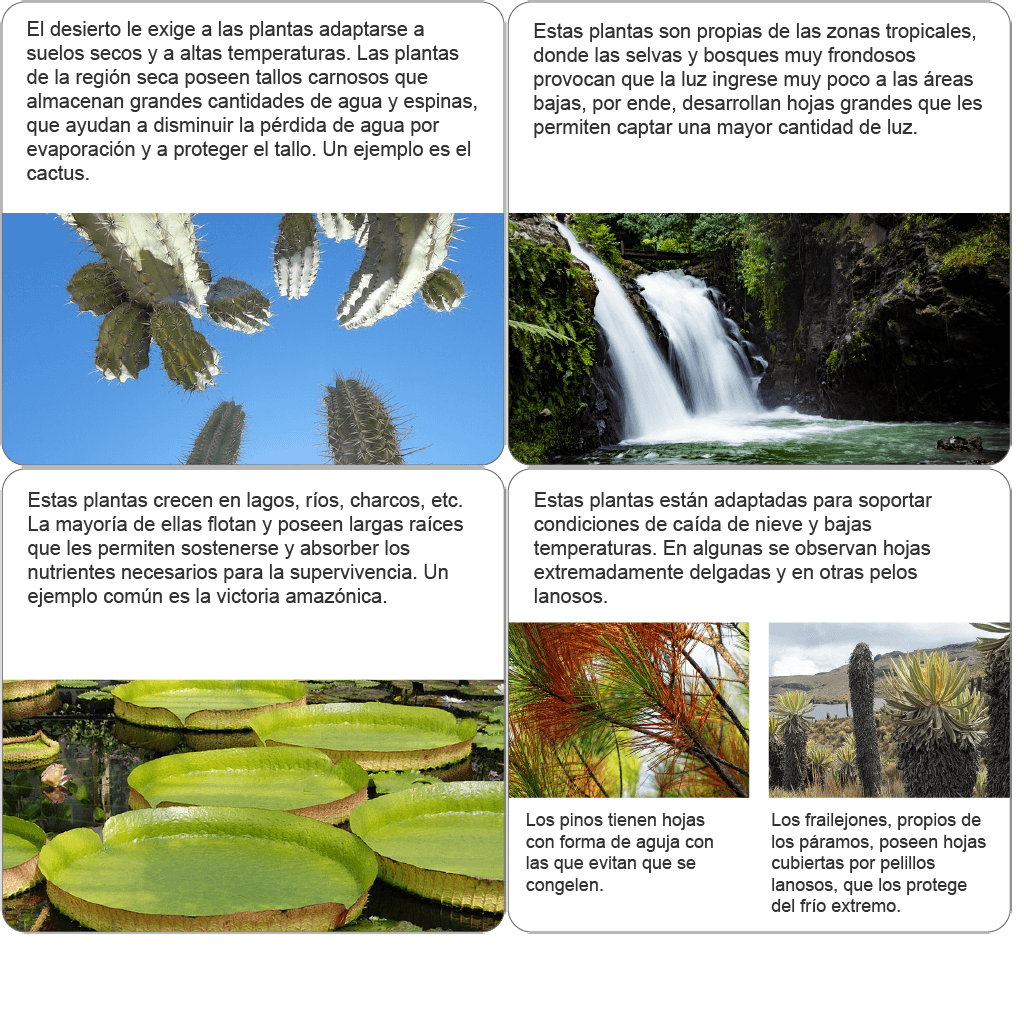 El desierto le exige a las plantas adaptarse a
suelos secos y a altas temperaturas. Las plantas
de la región seca poseen tallos carnosos que
almacenan grandes cantidades de agua y espinas,
que ayudan a disminuir la pérdida de agua por
evaporación y a proteger el tallo. Un ejemplo es el
cactus.
Estas plantas son propias de las zonas tropicales,
donde las selvas y bosques muy frondosos
provocan que la luz ingrese muy poco a las áreas
bajas, por ende, desarrollan hojas grandes que les
permiten captar una mayor cantidad de luz.
Estas plantas crecen en lagos, ríos, charcos, etc.
La mayoría de ellas flotan y poseen largas raíces
que les permiten sostenerse y absorber los
nutrientes necesarios para la supervivencia. Un
ejemplo común es la victoria amazónica.
Estas plantas están adaptadas para soportar
condiciones de caída de nieve y bajas
temperaturas. En algunas se observan hojas
extremadamente delgadas y en otras pelos
lanosos.
Los pinos tienen hojas
con forma de aguja con
las que evitan que se
congelen.
Los frailejones, propios de
los páramos, poseen hojas
cubiertas por pelillos
lanosos, que los protege
del frío extremo.